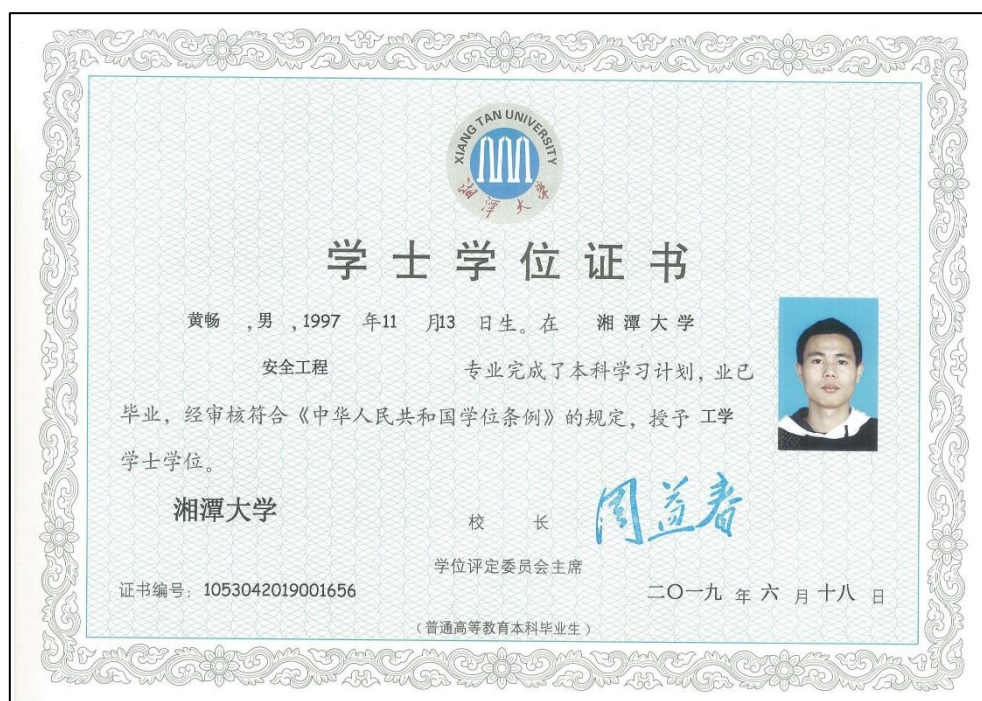 XIANG TAN UNIVERSITY
湘潭大学
学士学位证书
黄畅 ,男 ,1997 年11 月13 日生。在 湘潭大学
安全工程 专业完成了本科学习计划，业已
毕业，经审核符合《中华人民共和国学位条例》的规定，授予 工学
学士学位。
湘潭大学
校 长 周益春
学位评定委员会主席
证书编号：1053042019001656
二〇一九 年 六 月 十八 日
（普通高等教育本科毕业生）